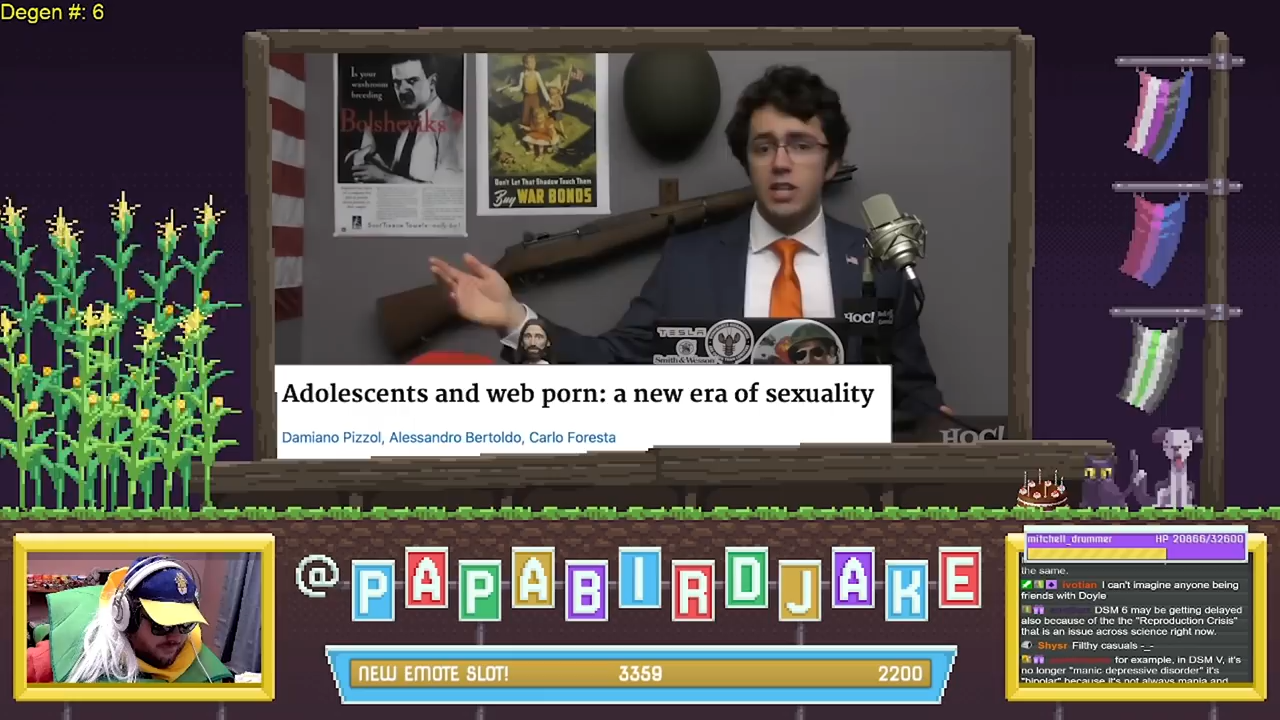 Degen #: 6
Is your
washroom
breeding
Bolsheviks?
Don't Let That Shadow Touch Them
Buy WAR BONDS
TESLA
Smith & Wesson
HOC!
HOC!
Adolescents and web porn: a new era of sexuality
Damiano Pizzol, Alessandro Bertoldo, Carlo Foresta
@PAPABIRDJAKE
NEW EMOTE SLOT! 3359 2200
mitchell_drummer HP 20866/32600
the same.
ivotian I can't imagine anyone being
friends with Doyle
DSM 6 may be getting delayed
also because of the the "Reproduction Crisis"
that is an issue across science right now.
Shysr Filthy casuals -_-
for example, in DSM V, it's
no longer "manic depressive disorder" it's
"bipolar" because it's not always mania and